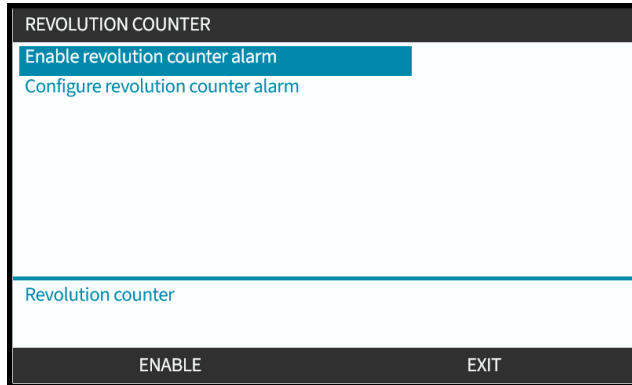 REVOLUTION COUNTER
Enable revolution counter alarm
Configure revolution counter alarm
Revolution counter
ENABLE EXIT